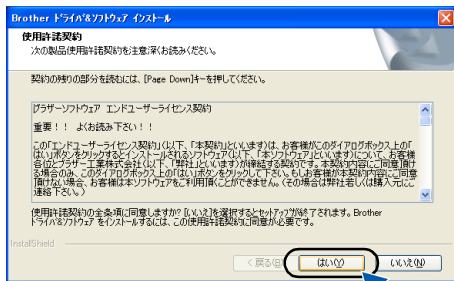 Brother ドライバ&ソフトウェア インストール
使用許諾契約
次の製品使用許諾契約を注意深くお読みください。
契約の残りの部分を読むには、[Page Down]キーを押してください。
ブラザーソフトウェア エンドユーザーライセンス契約
重要！！ よくお読み下さい！！
この「エンドユーザーライセンス契約」(以下、「本契約」といいます)は、お客様がこのダイアログボックス上の「
はい」ボタンをクリックするとインストールされるソフトウェア(以下、「本ソフトウェア」といいます)について、お客様
各位とブラザー工業株式会社(以下、「弊社」といいます)が締結する契約です。本契約内容にご同意頂け
る場合のみ、このダイアログボックス上の「はい」ボタンをクリックして下さい。もしお客様が本契約内容にご同意
頂けない場合、お客様は本ソフトウェアをご利用頂くことができません。(その場合は弊社若しくは購入元にご
連絡下さい。)
使用許諾契約の全条項に同意しますか? [いいえ]を選択するとセットアップが終了されます。Brother
ドライバ&ソフトウェア をインストールするには、この使用許諾契約に同意が必要です。
InstallShield
< 戻る(B) はい(Y) いいえ(N)